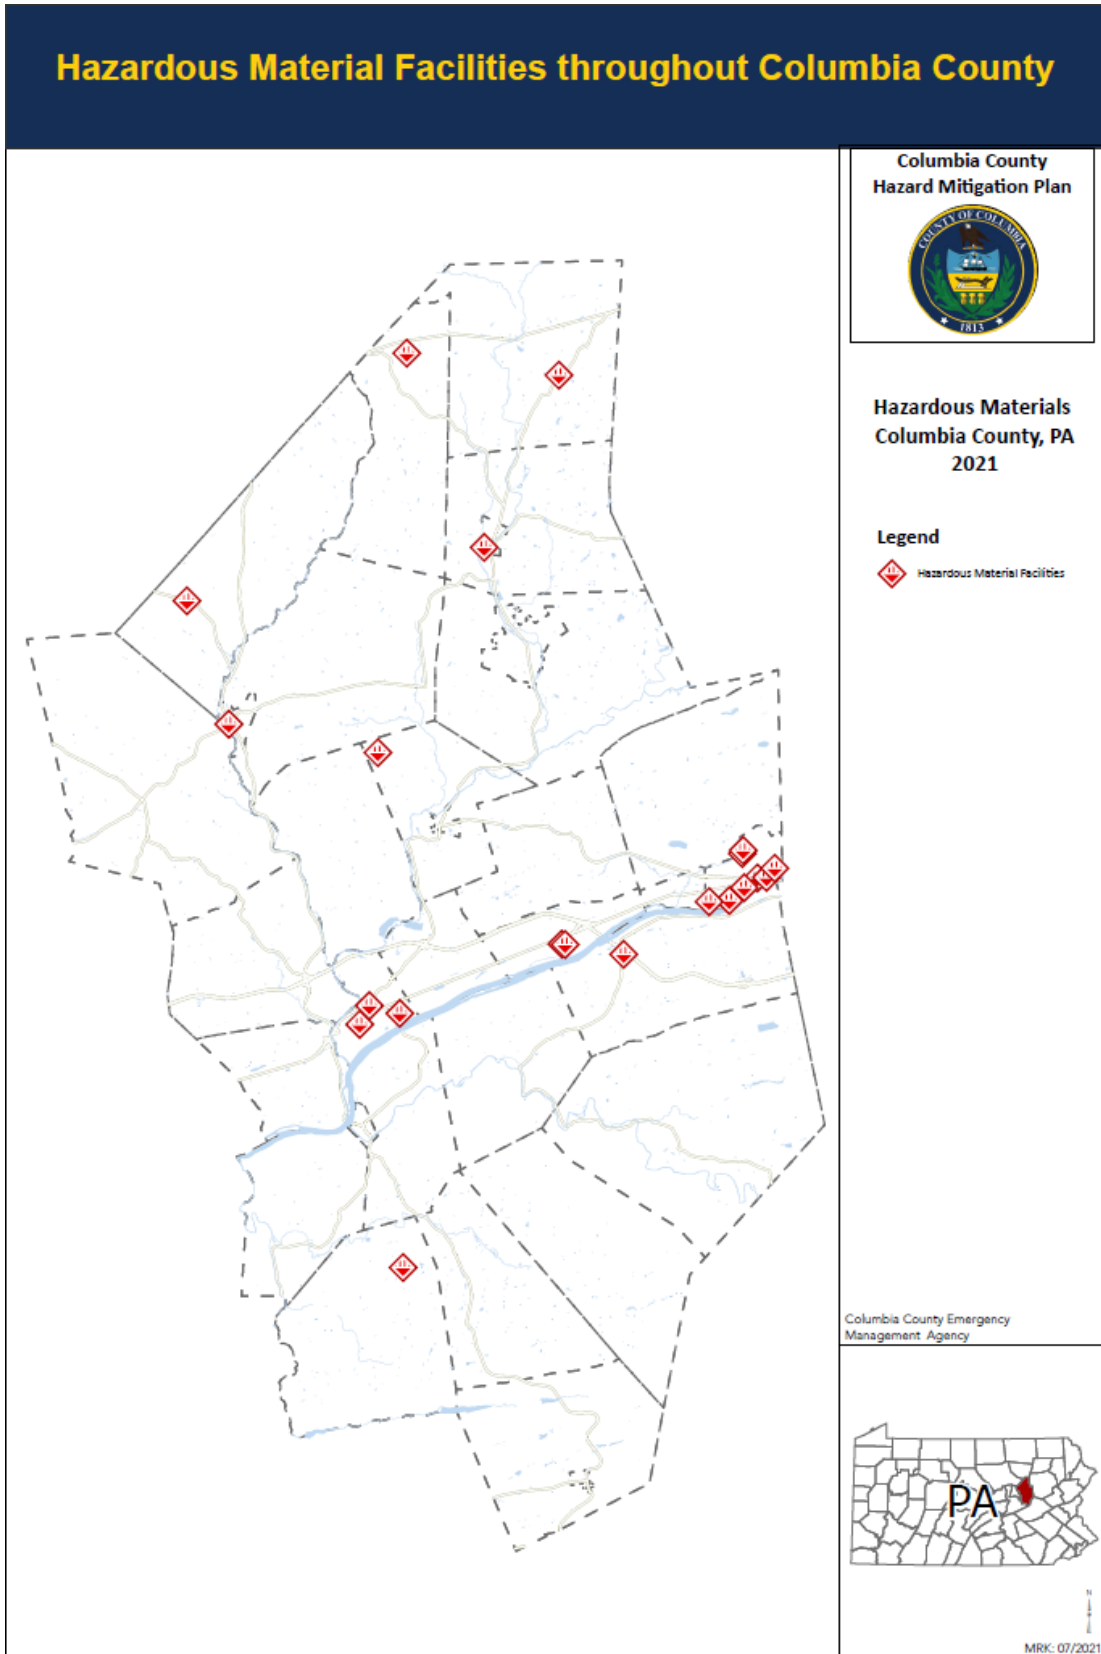 Hazardous Material Facilities throughout Columbia County
Columbia County
Hazard Mitigation Plan
COUNTY OF COLUMBIA
1813
Hazardous Materials
Columbia County, PA
2021
Legend
Hazardous Material Facilities
Columbia County Emergency
Management Agency
PA
N
MRK: 07/2021